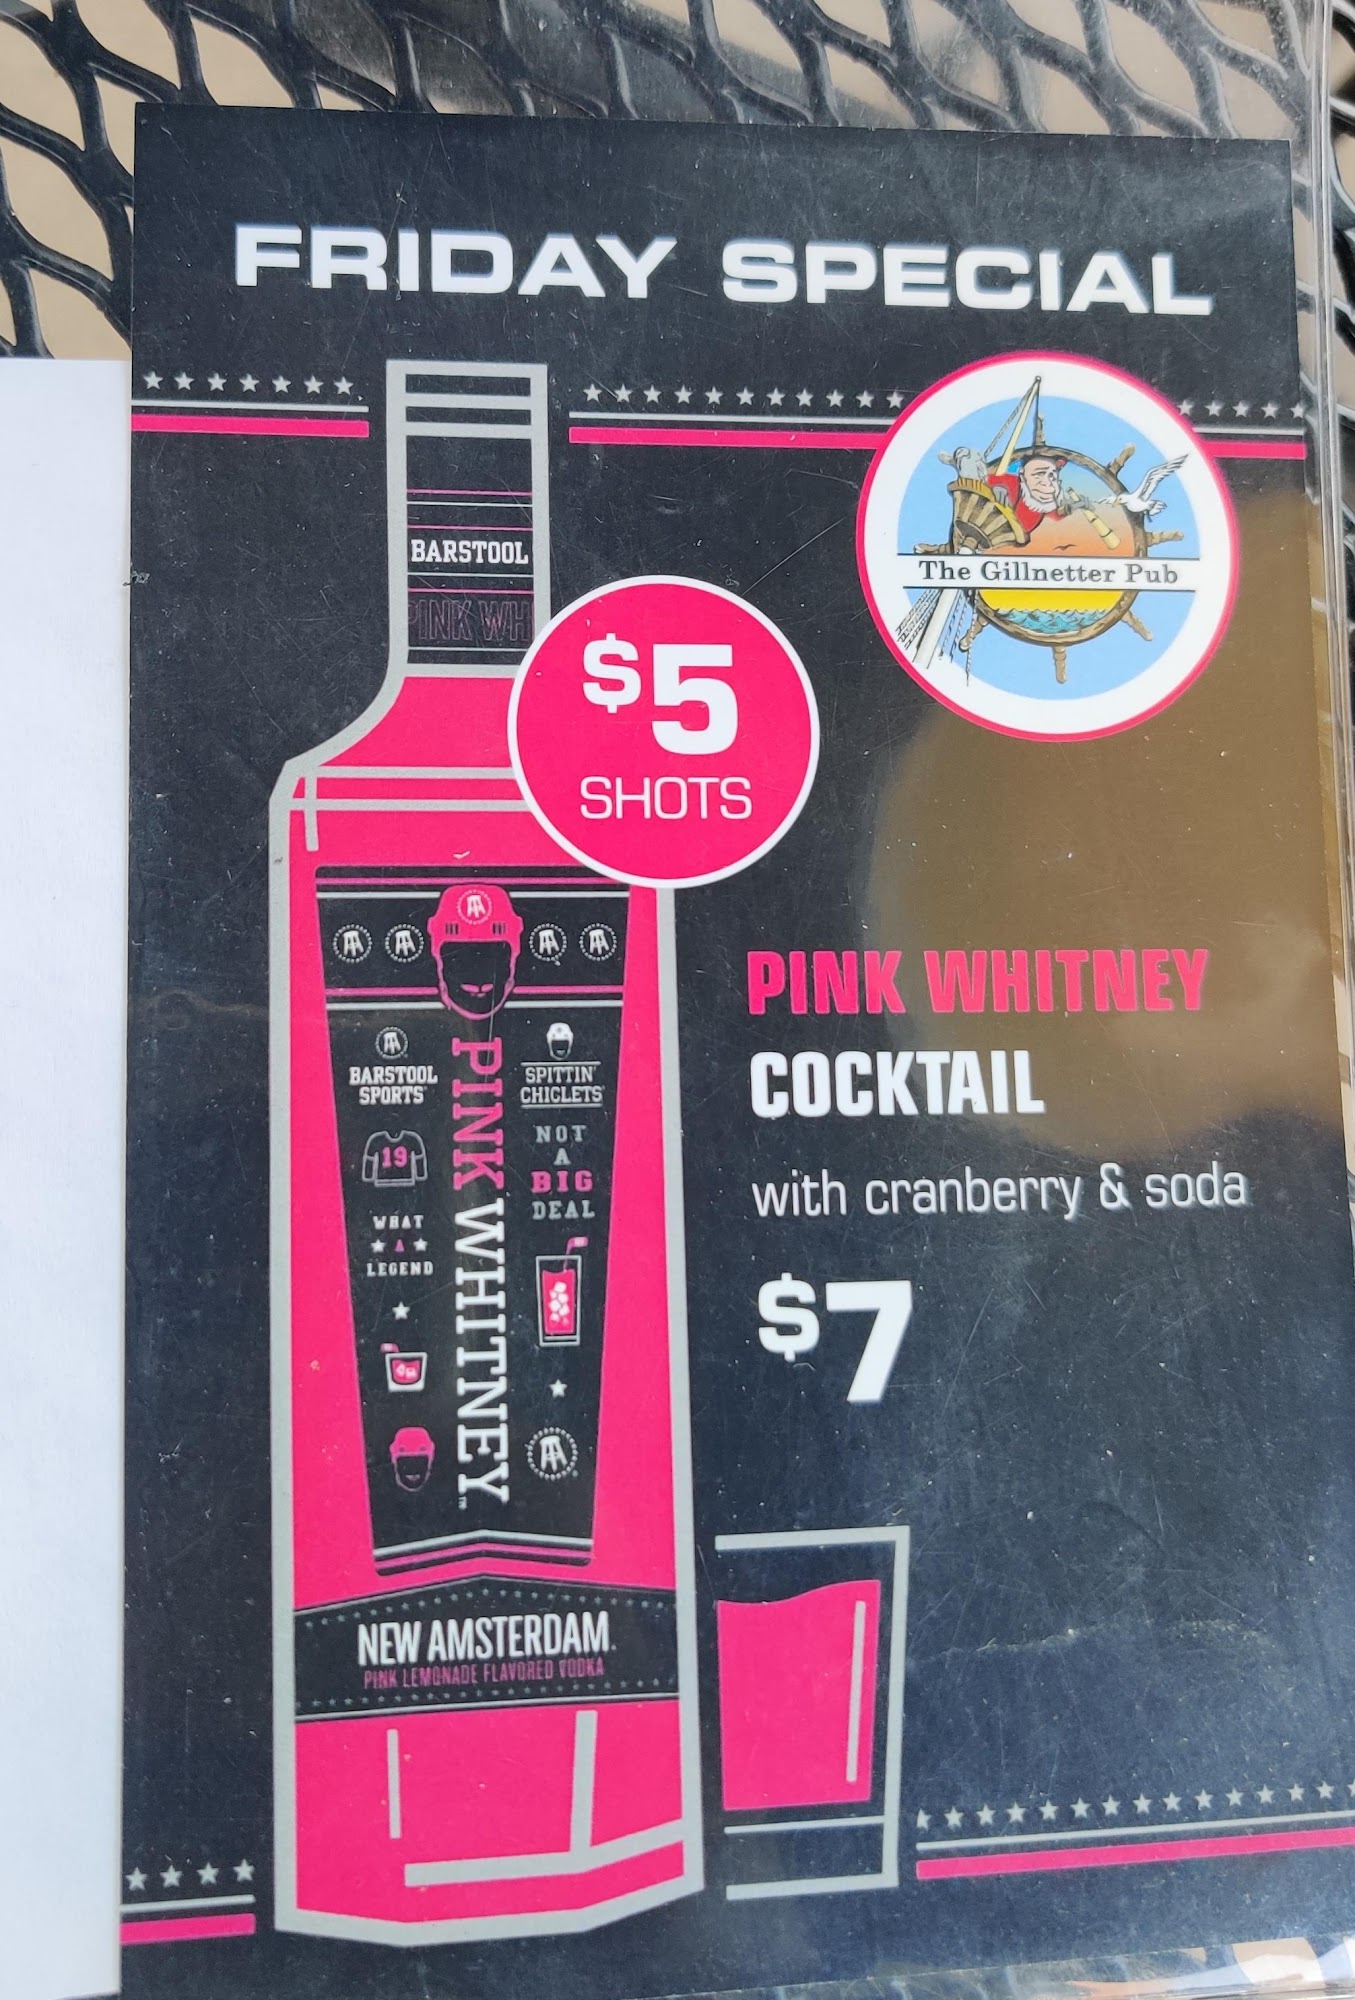 FRIDAY SPECIAL
BARSTOOL
PINK WH
The Gillnetter Pub
$5
SHOTS
BARSTOOL
SPORTS
19
WHAT
A
LEGEND
PINK WHITNEY
SPITTIN'
CHICLETS
NOT
A
BIG
DEAL
NEW AMSTERDAM
PINK LEMONADE FLAVORED VODKA
PINK WHITNEY
COCKTAIL
with cranberry & soda
$7